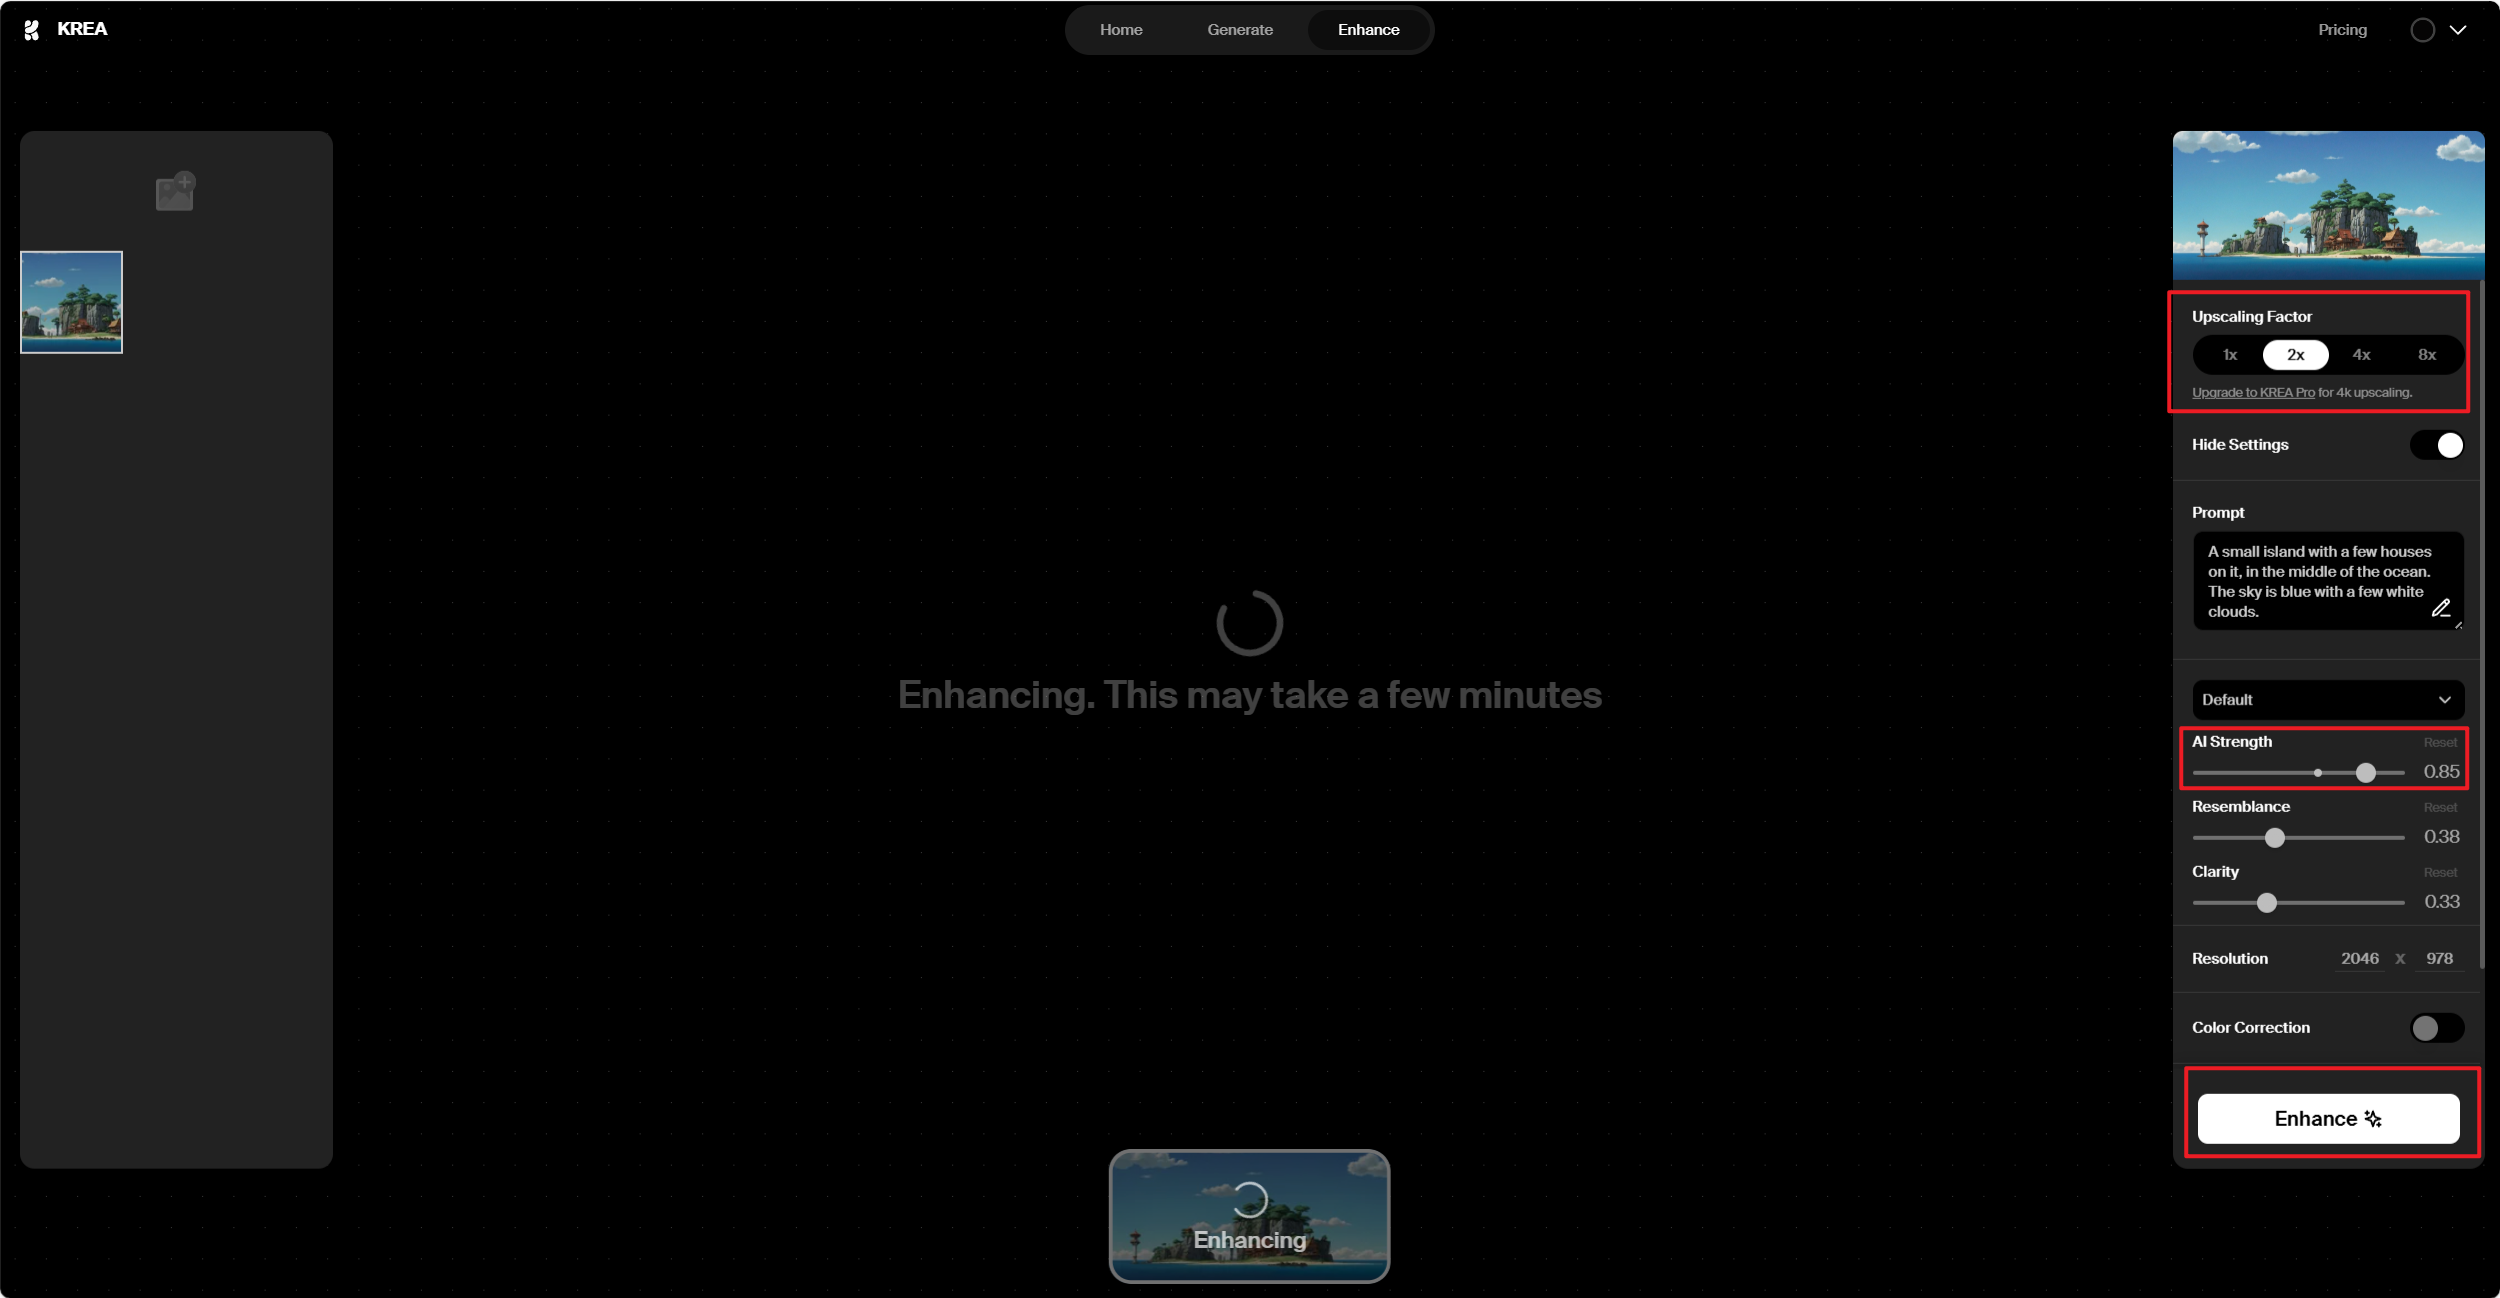 KREA
Home
Generate
Enhance
Pricing
Upscaling Factor
1x
2x
4x
8x
Upgrade to KREA Pro for 4k upscaling.
Hide Settings
Prompt
A small island with a few houses
on it, in the middle of the ocean.
The sky is blue with a few white
clouds.
Enhancing. This may take a few minutes
Default
AI Strength
Reset
0.85
Resemblance
Reset
0.38
Clarity
Reset
0.33
Resolution
2046 x 978
Color Correction
Enhance
Enhancing